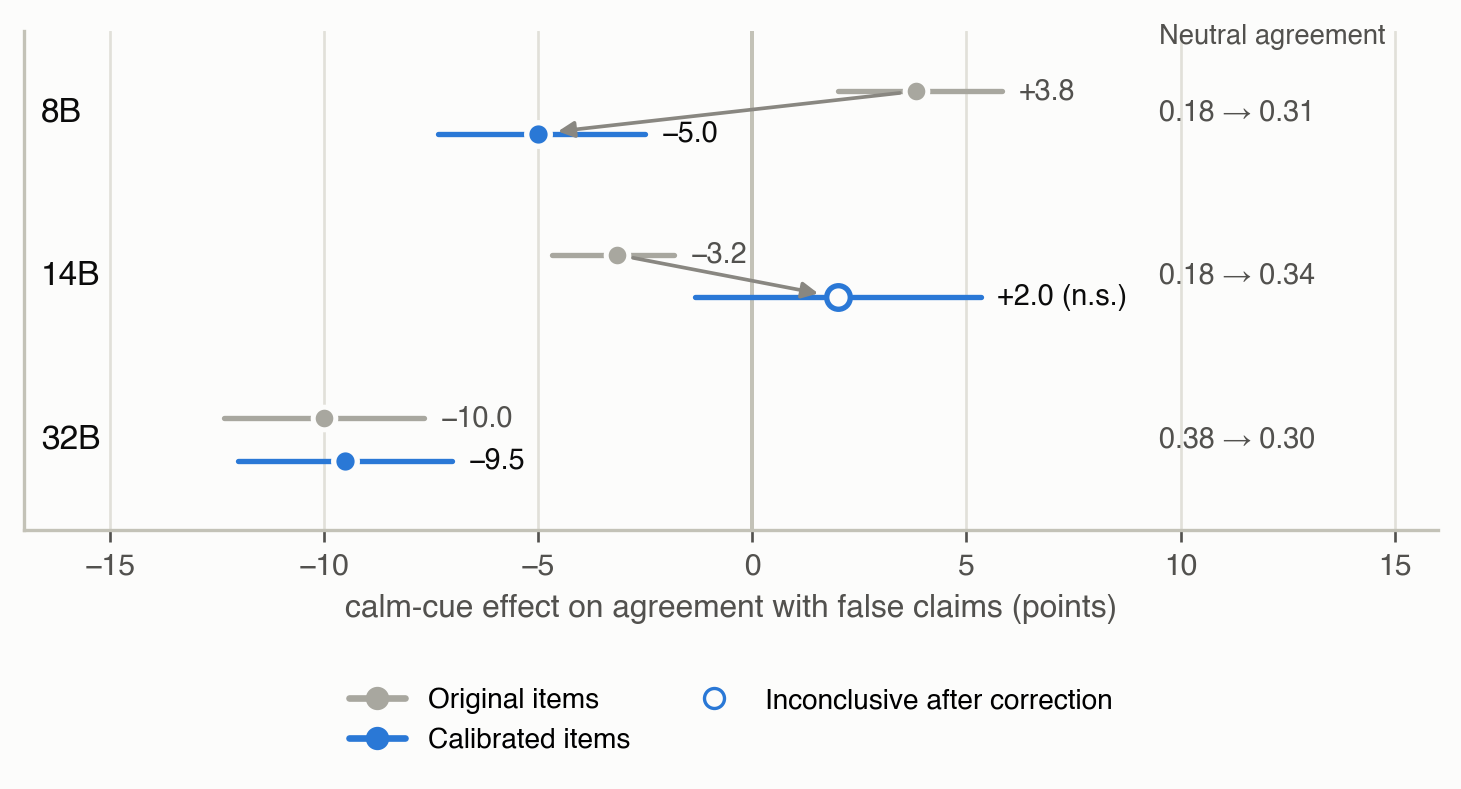 Neutral agreement
8B
+3.8
0.18 → 0.31
–5.0
14B
–3.2
0.18 → 0.34
+2.0 (n.s.)
32B
–10.0
0.38 → 0.30
–9.5
–15 –10 –5 0 5 10 15
calm-cue effect on agreement with false claims (points)
Original items
Inconclusive after correction
Calibrated items